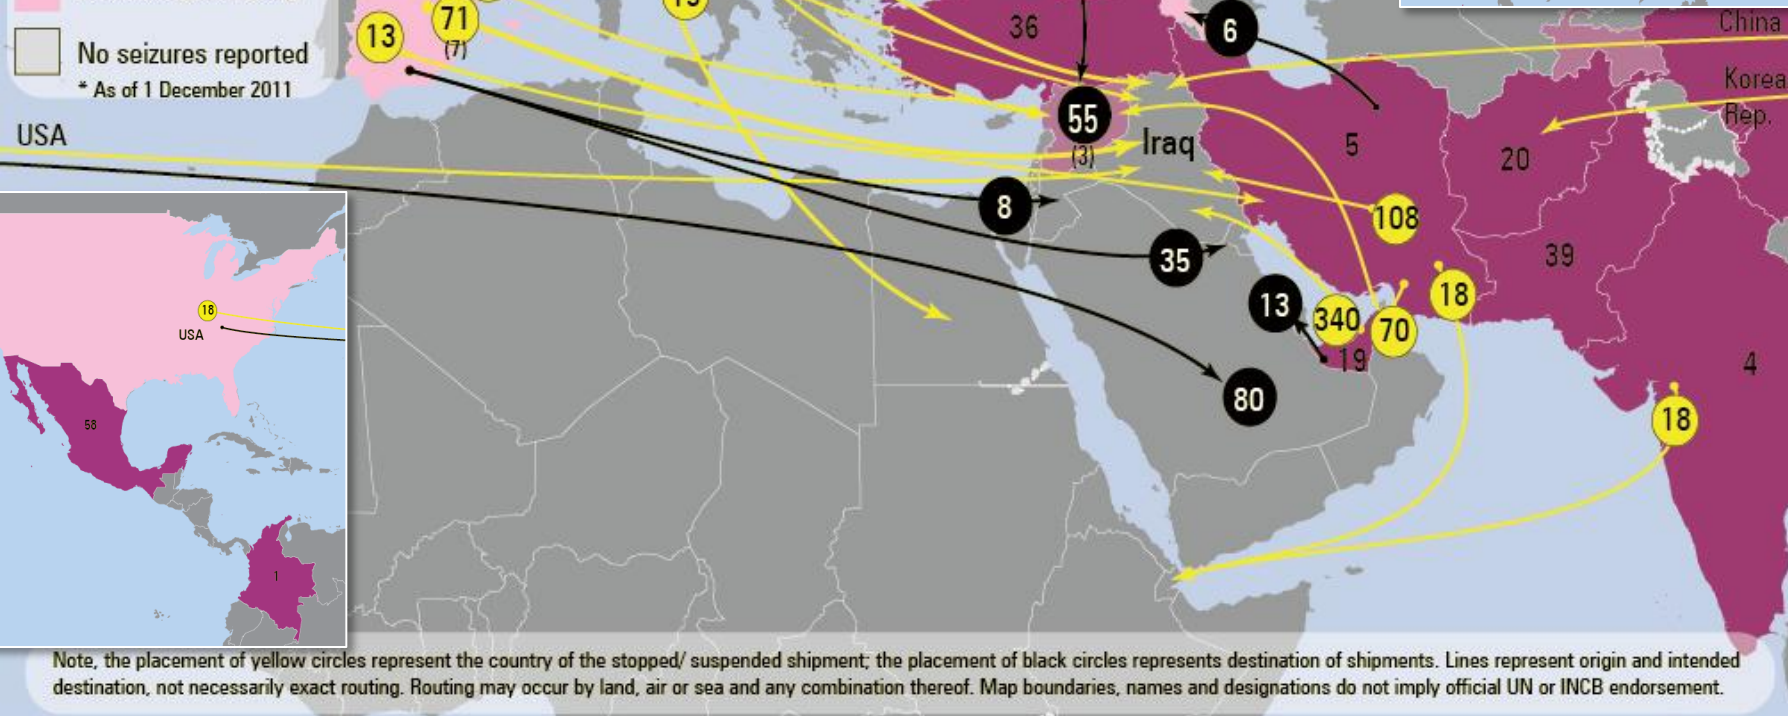 71
13
(7)
No seizures reported
* As of 1 December 2011
USA
36
6
China
Korea
Rep.
55
(3)
Iraq
5
20
8
108
35
39
13
340
70
18
19
80
4
18
18
USA
58
1
Note, the placement of yellow circles represent the country of the stopped/ suspended shipment; the placement of black circles represents destination of shipments. Lines represent origin and intended
destination, not necessarily exact routing. Routing may occur by land, air or sea and any combination thereof. Map boundaries, names and designations do not imply official UN or INCB endorsement.